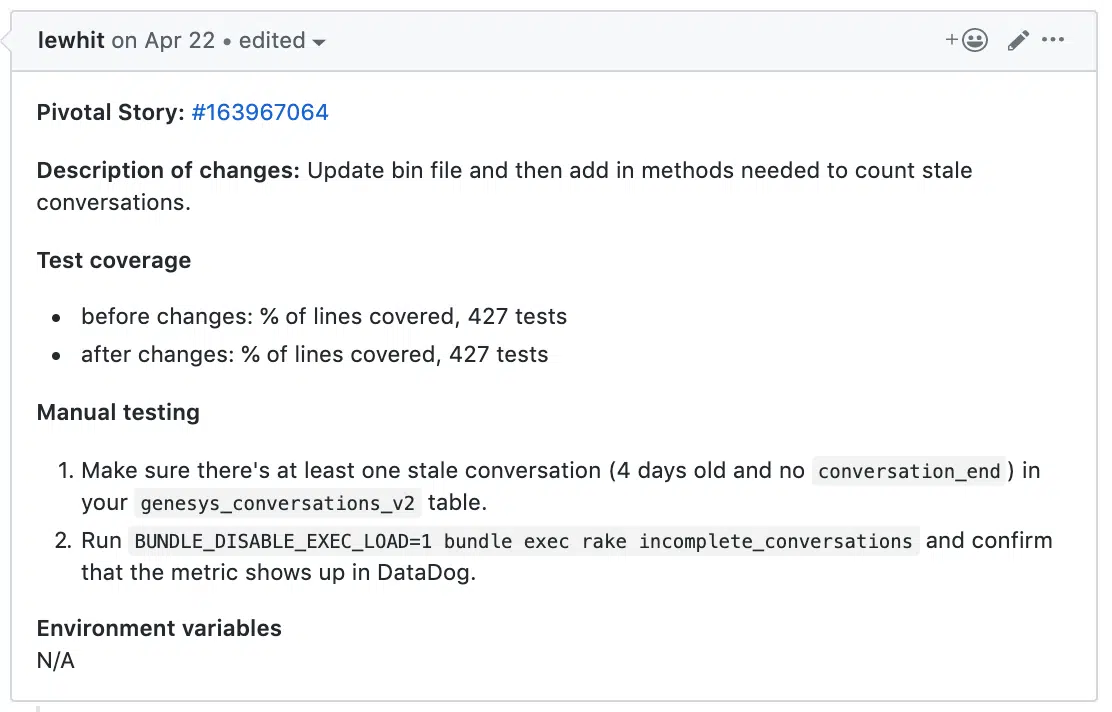 lewhit on Apr 22 • edited
Pivotal Story: #163967064
Description of changes: Update bin file and then add in methods needed to count stale
conversations.
Test coverage
• before changes: % of lines covered, 427 tests
• after changes: % of lines covered, 427 tests
Manual testing
1. Make sure there's at least one stale conversation (4 days old and no conversation_end) in
your genesys_conversations_v2 table.
2. Run BUNDLE_DISABLE_EXEC_LOAD=1 bundle exec rake incomplete_conversations and confirm
that the metric shows up in DataDog.
Environment variables
N/A